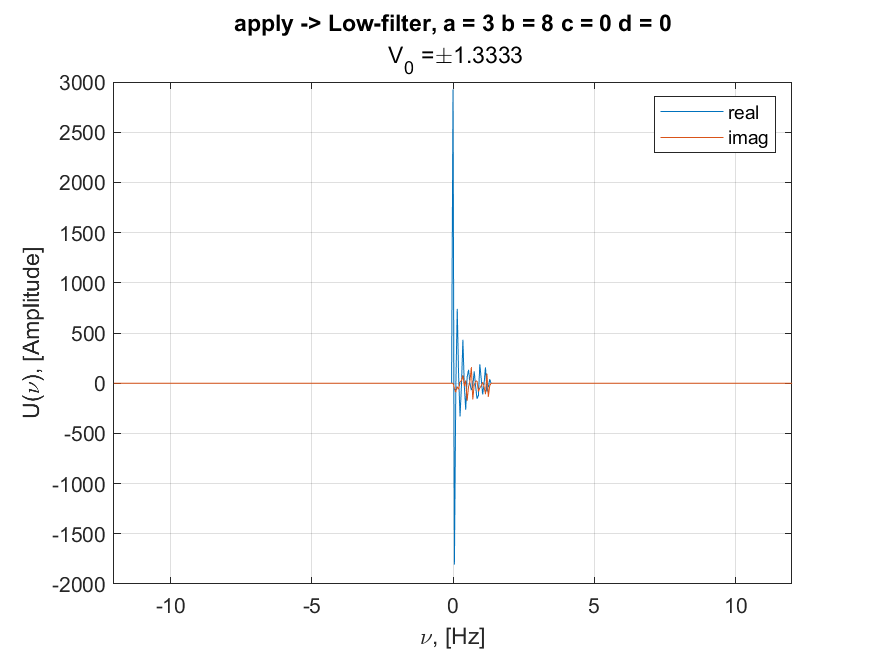 apply -> Low-filter, a = 3 b = 8 c = 0 d = 0
V₀ =±1.3333
3000
2500
2000
1500
1000
500
0
-500
-1000
-1500
-2000
U(ν), [Amplitude]
real
imag
-10
-5
0
5
10
ν, [Hz]